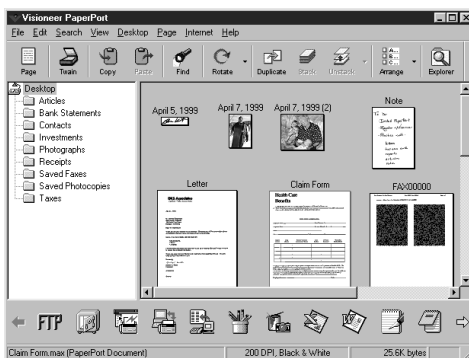 Visioneer PaperPort
File Edit Search View Desktop Page Internet Help
Page Twain Copy Paste Find Rotate Duplicate Stack Unstack Arrange Explorer
Desktop
Articles
Bank Statements
Contacts
Investments
Photographs
Receipts
Saved Faxes
Saved Photocopies
Taxes
April 5, 1999
April 7, 1999
April 7, 1999 (2)
Note
Letter
Claim Form
FAX00000
Health Care
Benefits
FTP
Claim Form.max (PaperPort Document) 200 DPI, Black & White 25.6K bytes